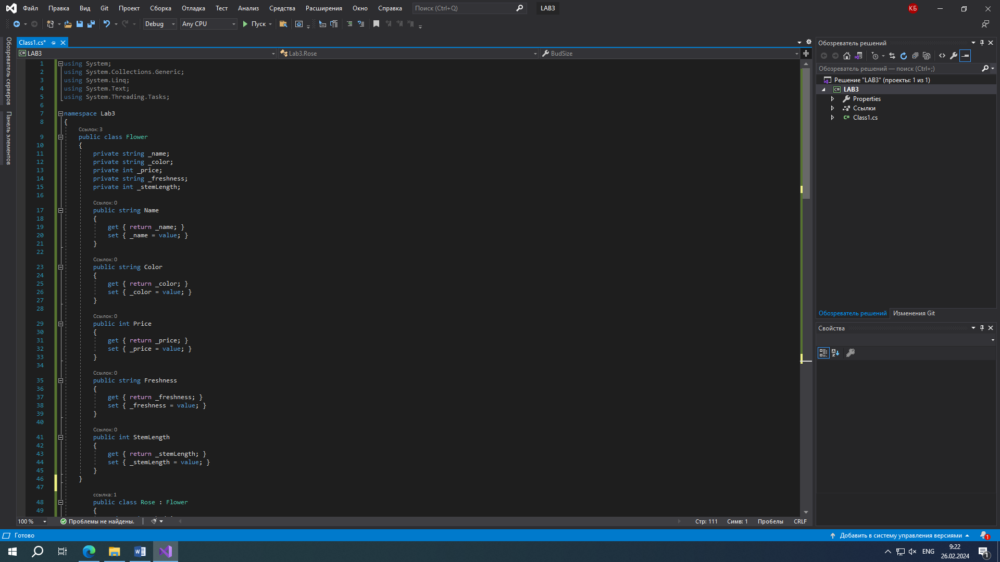 Файл Правка Вид Git Проект Сборка Отладка Тест Анализ Средства Расширения Окно Справка Поиск (Ctrl+Q) LAB3 КБ
Debug Any CPU Пуск
Обозреватель серверов
Панель элементов
Class1.cs*
LAB3 Lab3.Rose BudSize
1 using System;
2 using System.Collections.Generic;
3 using System.Linq;
4 using System.Text;
5 using System.Threading.Tasks;
6
7 namespace Lab3
8 {
Ссылок: 3
9 public class Flower
10 {
11 private string _name;
12 private string _color;
13 private int _price;
14 private string _freshness;
15 private int _stemLength;
16
Ссылок: 0
17 public string Name
18 {
19 get { return _name; }
20 set { _name = value; }
21 }
22
Ссылок: 0
23 public string Color
24 {
25 get { return _color; }
26 set { _color = value; }
27 }
28
Ссылок: 0
29 public int Price
30 {
31 get { return _price; }
32 set { _price = value; }
33 }
34
Ссылок: 0
35 public string Freshness
36 {
37 get { return _freshness; }
38 set { _freshness = value; }
39 }
40
Ссылок: 0
41 public int StemLength
42 {
43 get { return _stemLength; }
44 set { _stemLength = value; }
45 }
46 }
47
ссылка: 1
48 public class Rose : Flower
49 {
100 % Проблемы не найдены. Стр: 111 Симв: 1 Пробелы CRLF
Обозреватель решений
Обозреватель решений — поиск (Ctrl+;)
Решение "LAB3" (проекты: 1 из 1)
LAB3
Properties
Ссылки
C# Class1.cs
Обозреватель решений Изменения Git
Свойства
Готово Добавить в систему управления версиями 1
ENG 9:22
26.02.2024 1